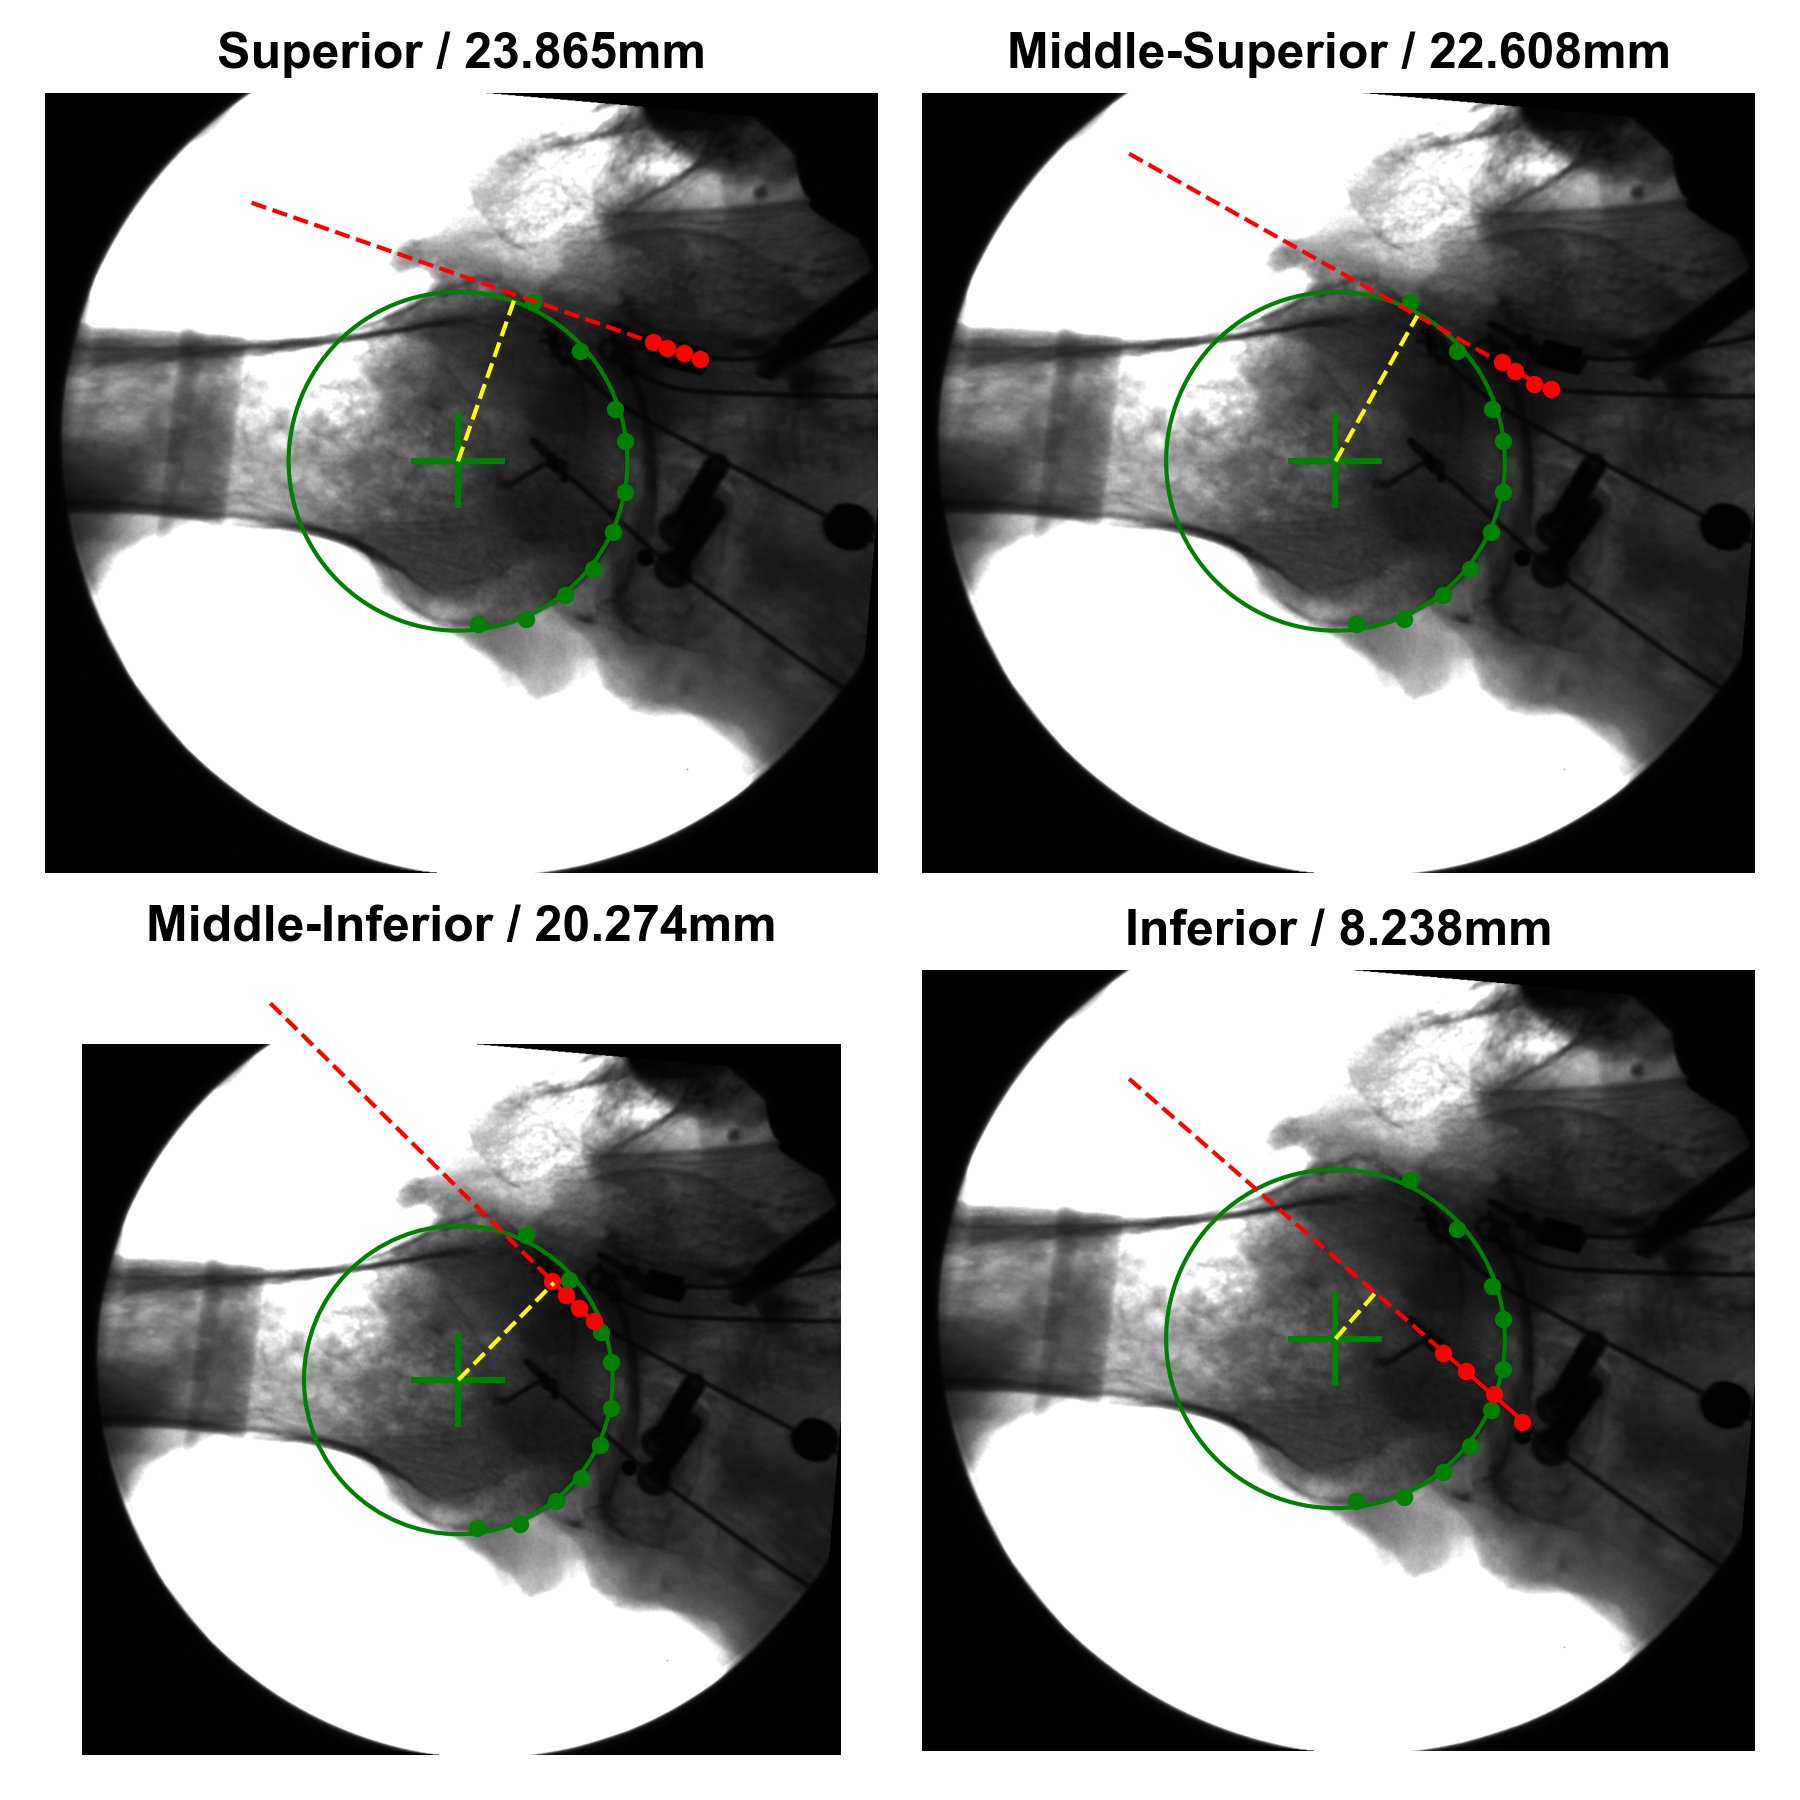 Superior / 23.865mm
Middle-Superior / 22.608mm
Middle-Inferior / 20.274mm
Inferior / 8.238mm